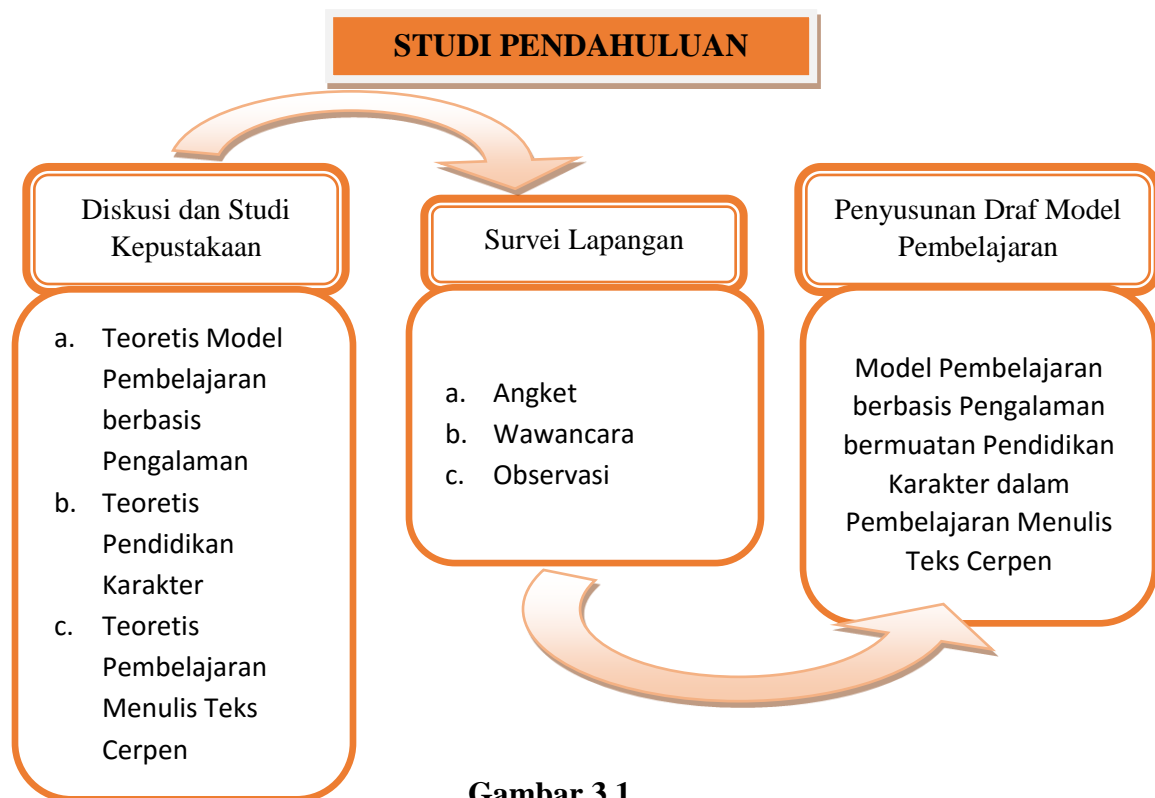 STUDI PENDAHULUAN
Diskusi dan Studi
Kepustakaan
a. Teoretis Model
Pembelajaran
berbasis
Pengalaman
b. Teoretis
Pendidikan
Karakter
c. Teoretis
Pembelajaran
Menulis Teks
Cerpen
Survei Lapangan
a. Angket
b. Wawancara
c. Observasi
Penyusunan Draf Model
Pembelajaran
Model Pembelajaran
berbasis Pengalaman
bermuatan Pendidikan
Karakter dalam
Pembelajaran Menulis
Teks Cerpen
Gambar 3.1